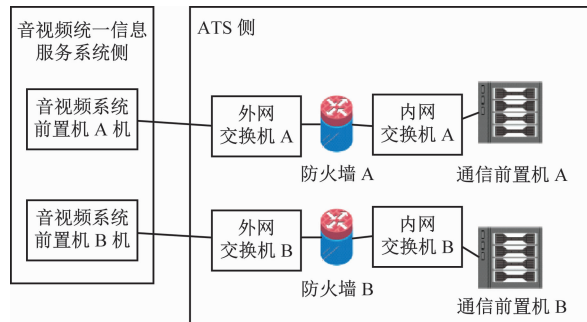 音视频统一信息
服务系统侧
ATS 侧
音视频系统
前置机 A 机
外网
交换机 A
防火墙 A
内网
交换机 A
通信前置机 A
音视频系统
前置机 B 机
外网
交换机 B
防火墙 B
内网
交换机 B
通信前置机 B